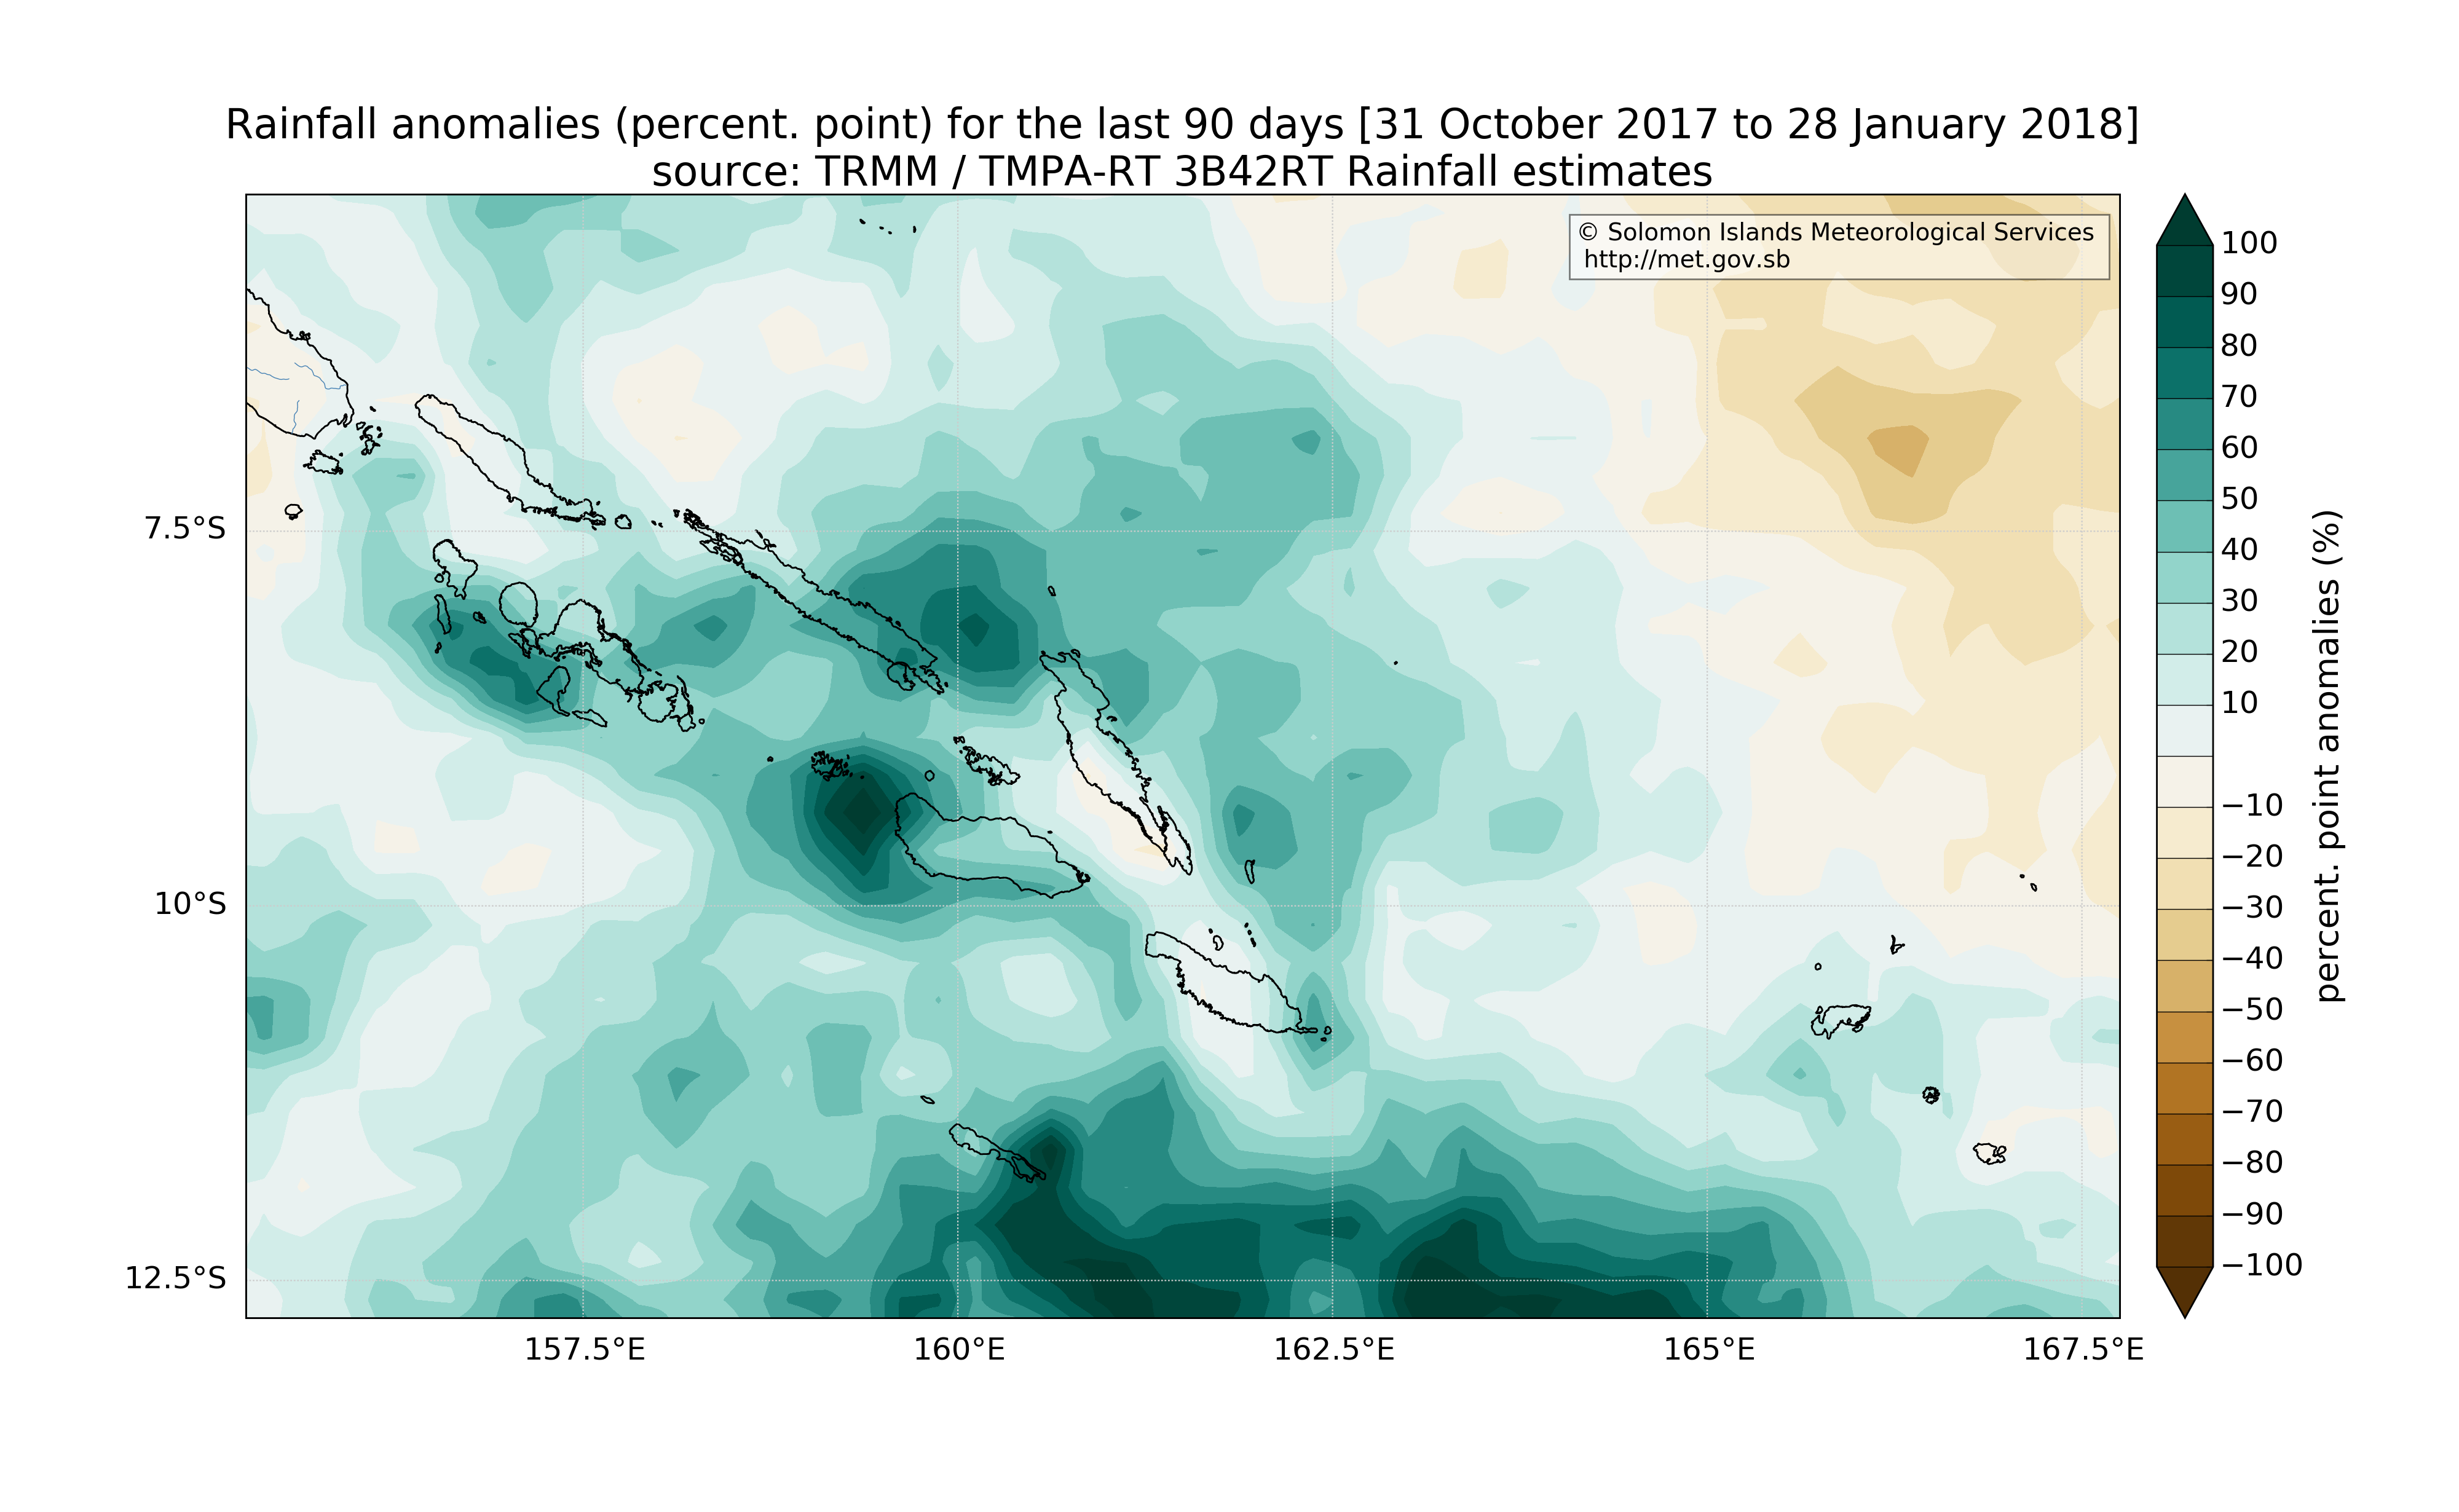 Rainfall anomalies (percent. point) for the last 90 days [31 October 2017 to 28 January 2018]
source: TRMM / TMPA-RT 3B42RT Rainfall estimates
© Solomon Islands Meteorological Services
http://met.gov.sb
7.5°S
10°S
12.5°S
157.5°E
160°E
162.5°E
165°E
167.5°E
100
90
80
70
60
50
40
30
20
10
−10
−20
−30
−40
−50
−60
−70
−80
−90
−100
percent. point anomalies (%)